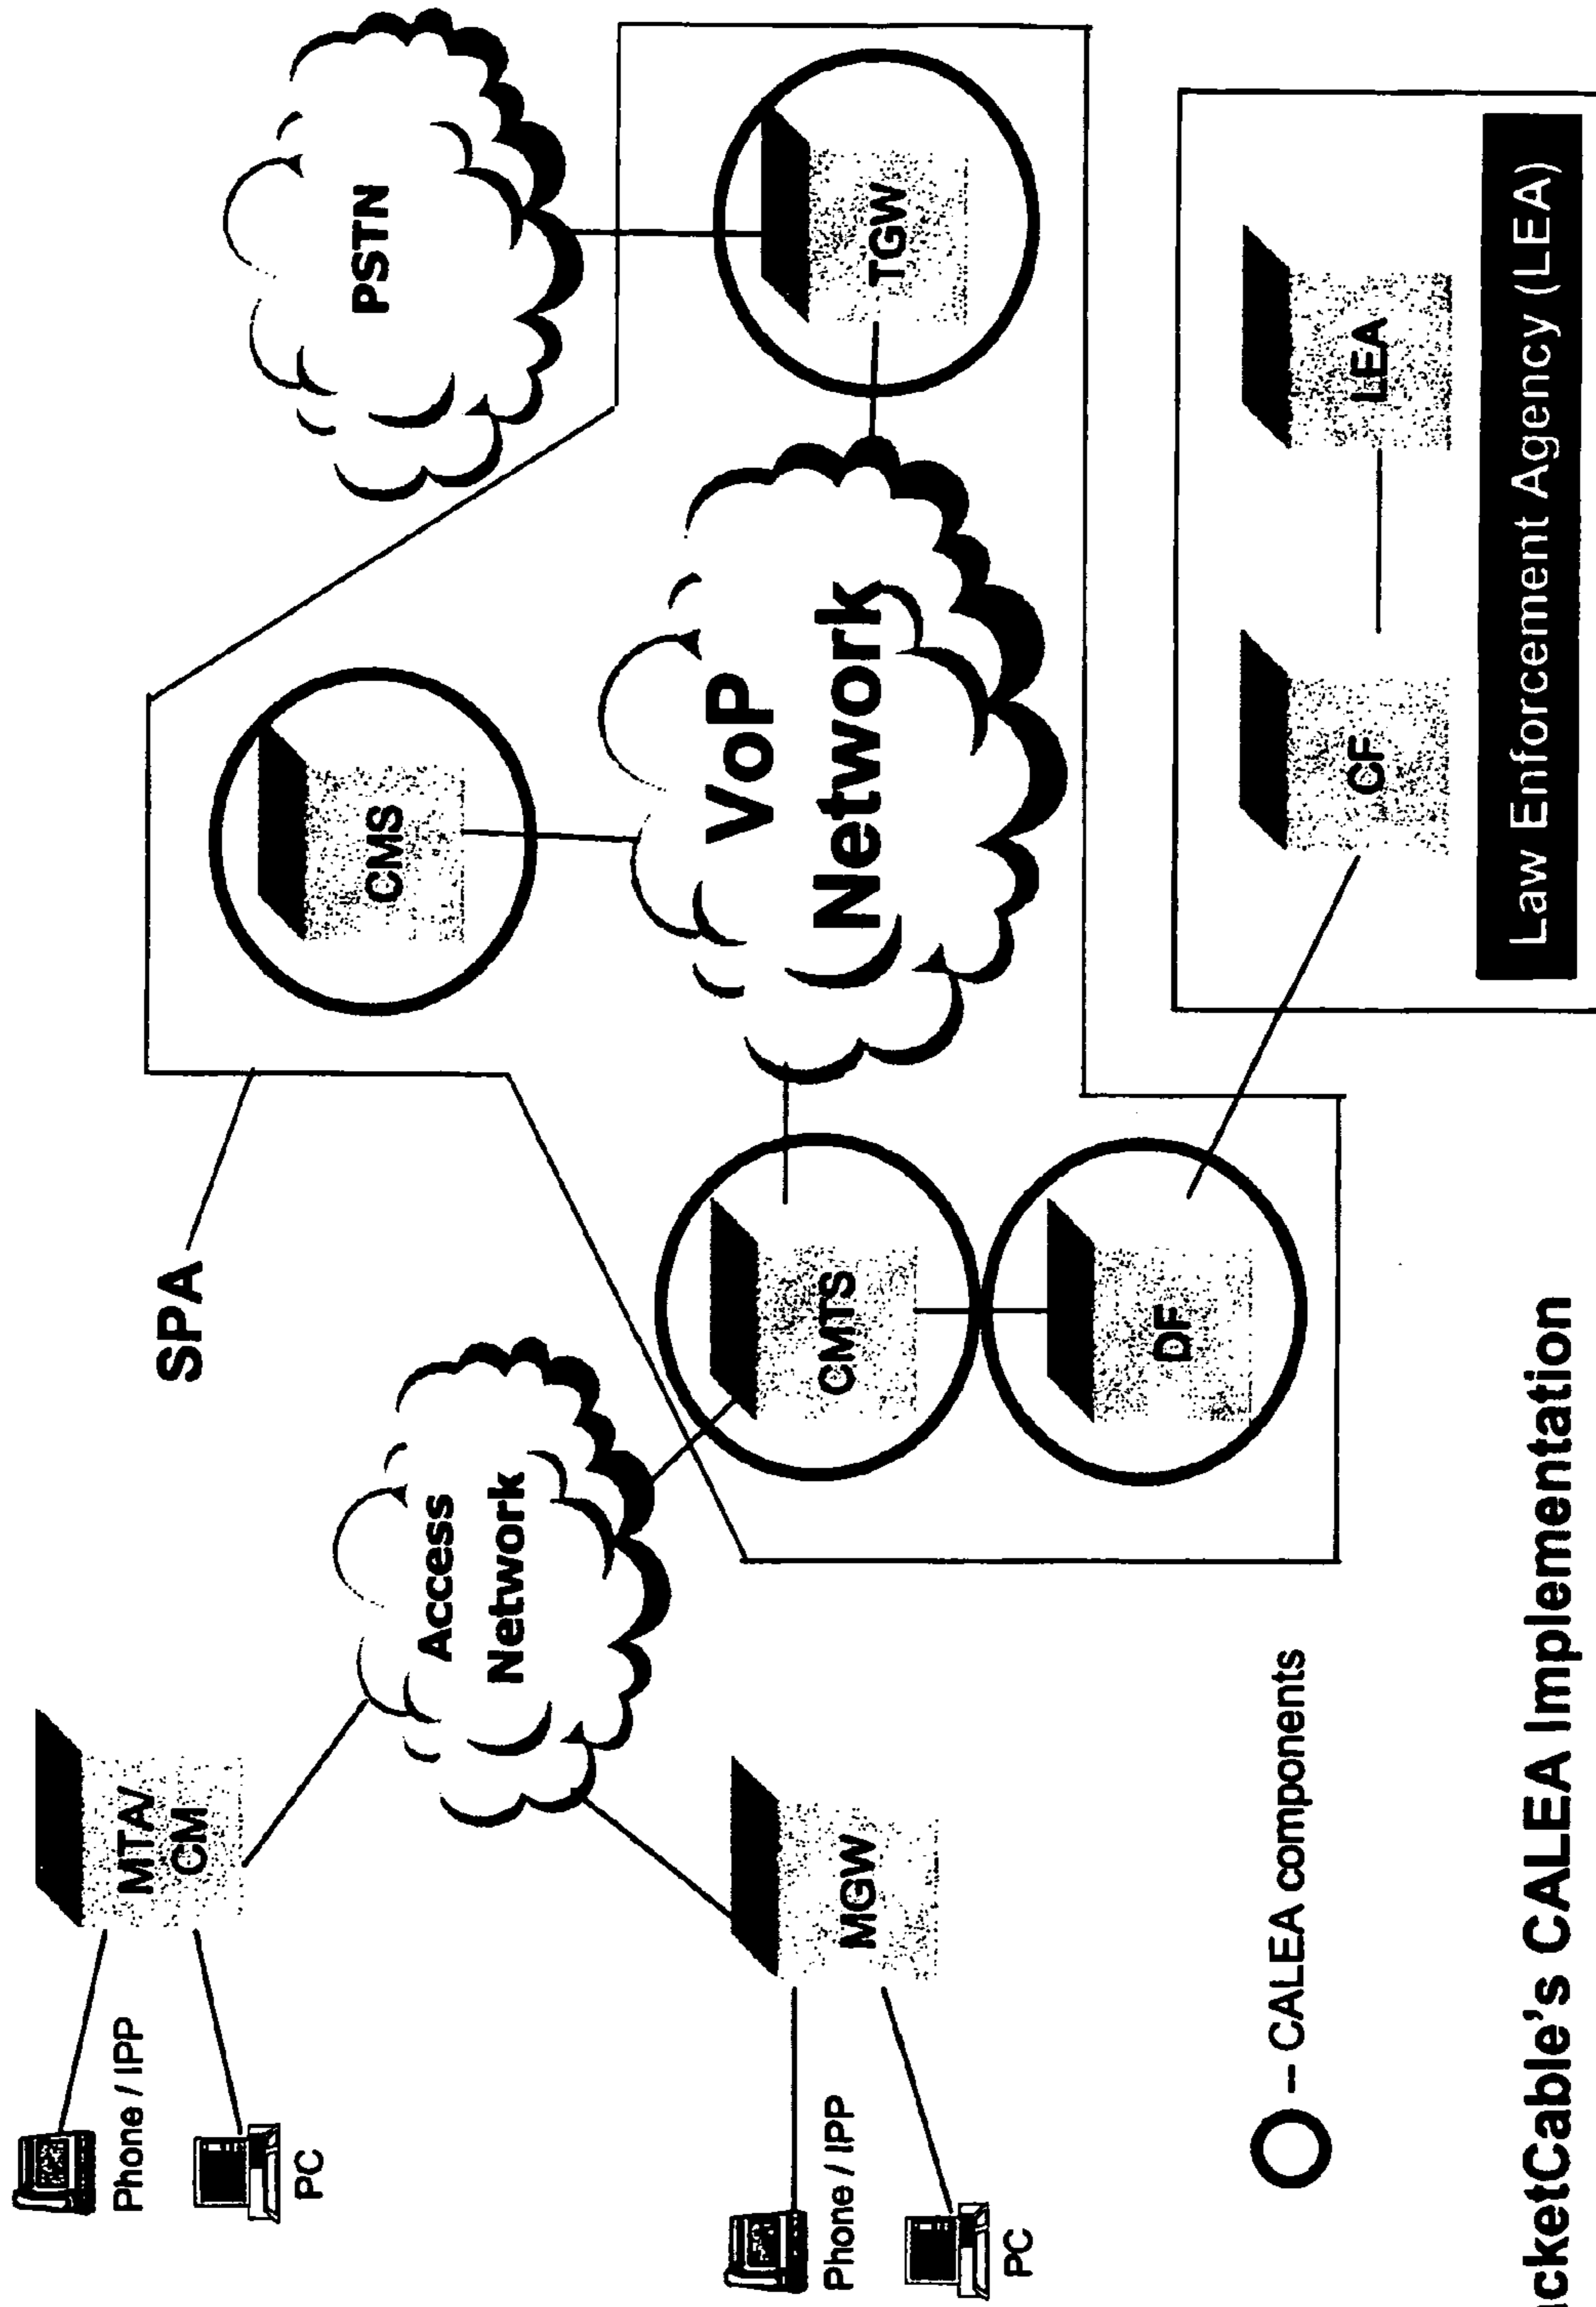 Phone / IPP
PC
MTA/
CM
Access
Network
SPA
CMS
PSTN
VoP
Network
TGW
CMTS
DF
Phone / IPP
PC
MGW
CF
LEA
Law Enforcement Agency (LEA)
-- CALEA components
CALEA Implementation